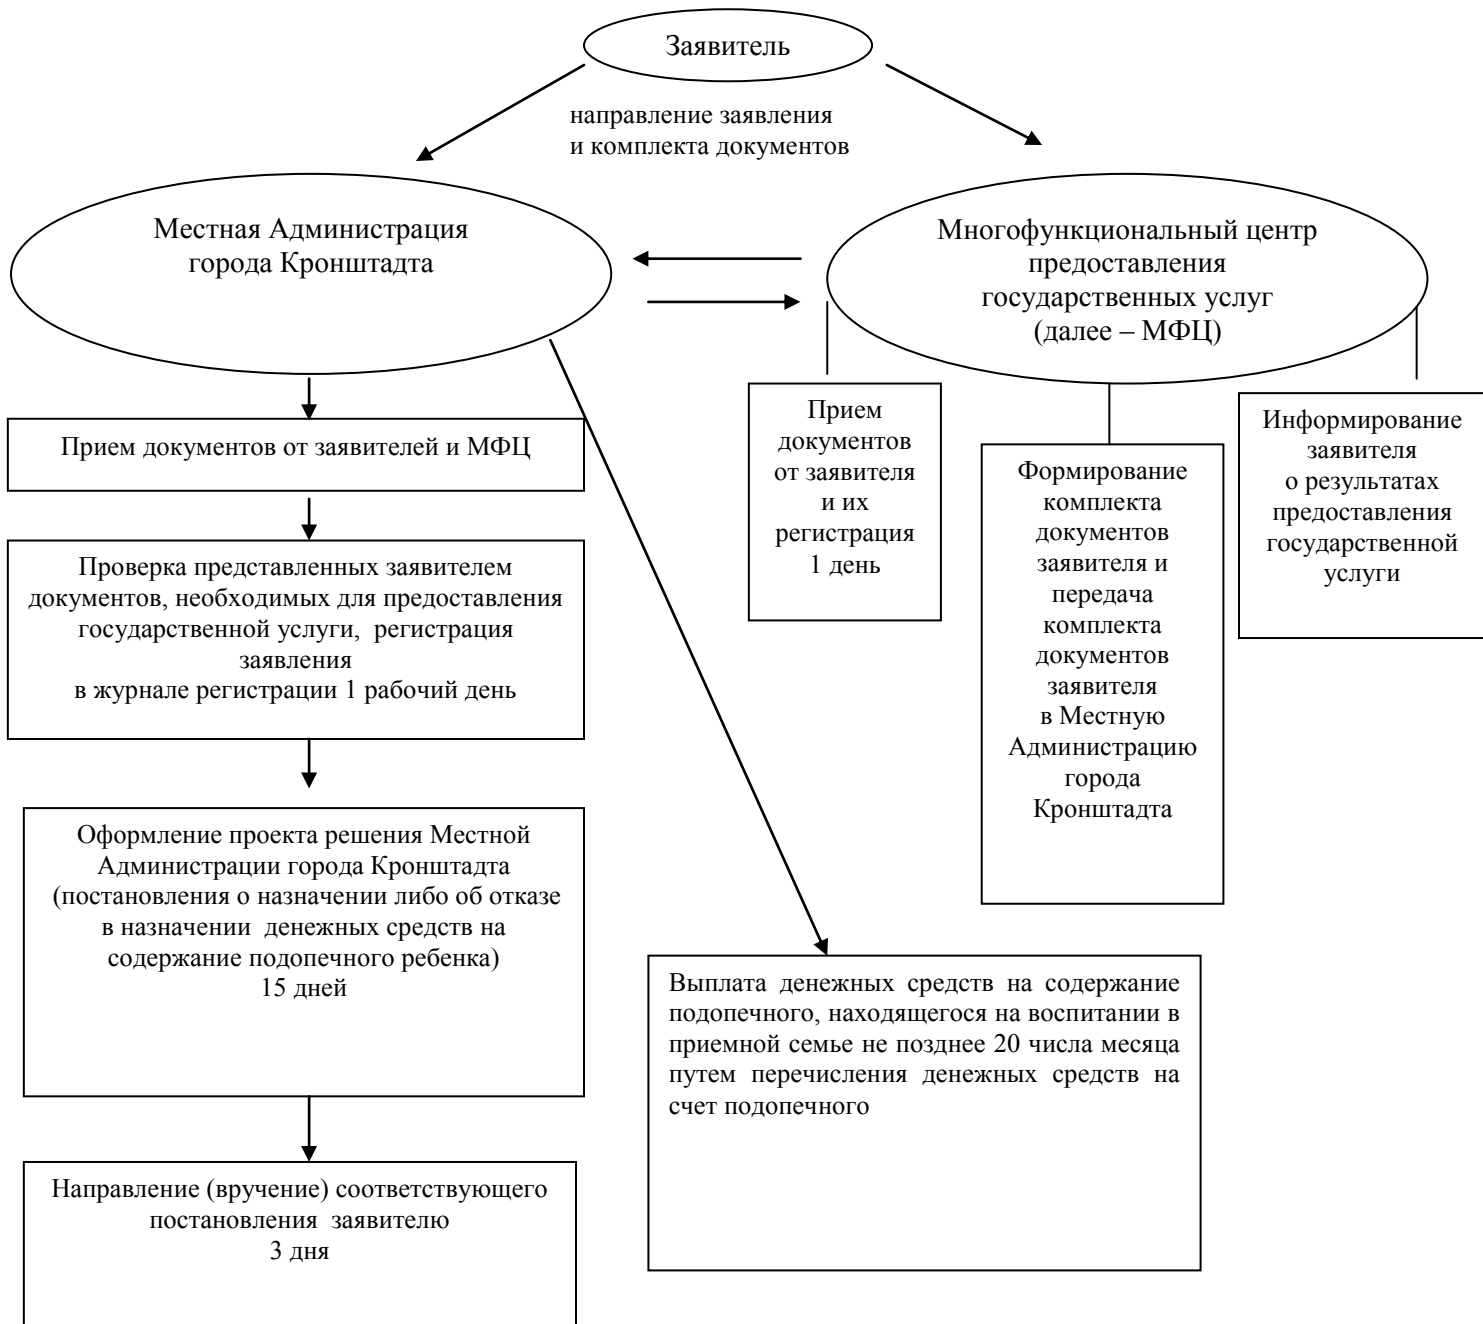 Заявитель
направление заявления
и комплекта документов
Местная Администрация
города Кронштадта
Многофункциональный центр
предоставления
государственных услуг
(далее – МФЦ)
Прием документов от заявителей и МФЦ
Проверка представленных заявителем
документов, необходимых для предоставления
государственной услуги, регистрация
заявления
в журнале регистрации 1 рабочий день
Оформление проекта решения Местной
Администрации города Кронштадта
(постановления о назначении либо об отказе
в назначении денежных средств на
содержание подопечного ребенка)
15 дней
Направление (вручение) соответствующего
постановления заявителю
3 дня
Прием
документов
от заявителя
и их
регистрация
1 день
Формирование
комплекта
документов
заявителя и
передача
комплекта
документов
заявителя
в Местную
Администрацию
города
Кронштадта
Информирование
заявителя
о результатах
предоставления
государственной
услуги
Выплата денежных средств на содержание
подопечного, находящегося на воспитании в
приемной семье не позднее 20 числа месяца
путем перечисления денежных средств на
счет подопечного